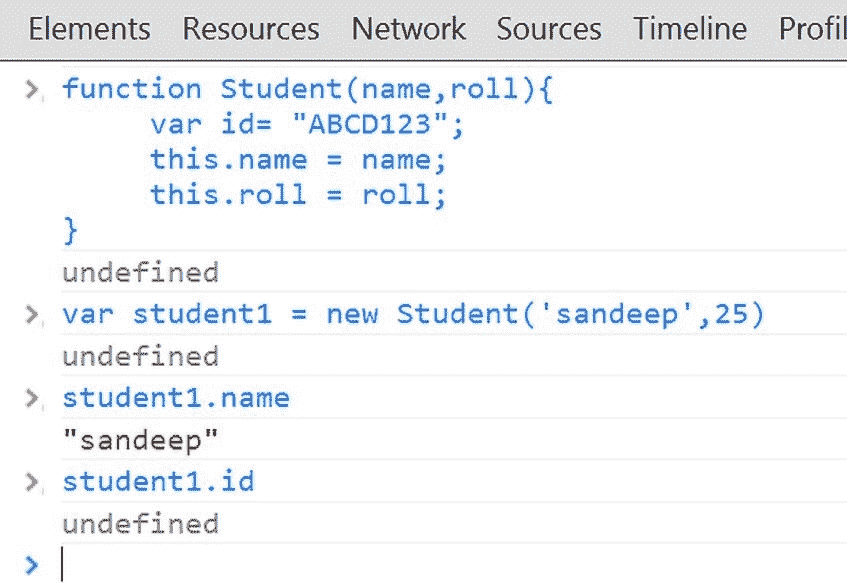 Elements Resources Network Sources Timeline Profil
> function Student(name,roll){
var id= "ABCD123";
this.name = name;
this.roll = roll;
}
undefined
> var student1 = new Student('sandeep',25)
undefined
> student1.name
"sandeep"
> student1.id
undefined
>